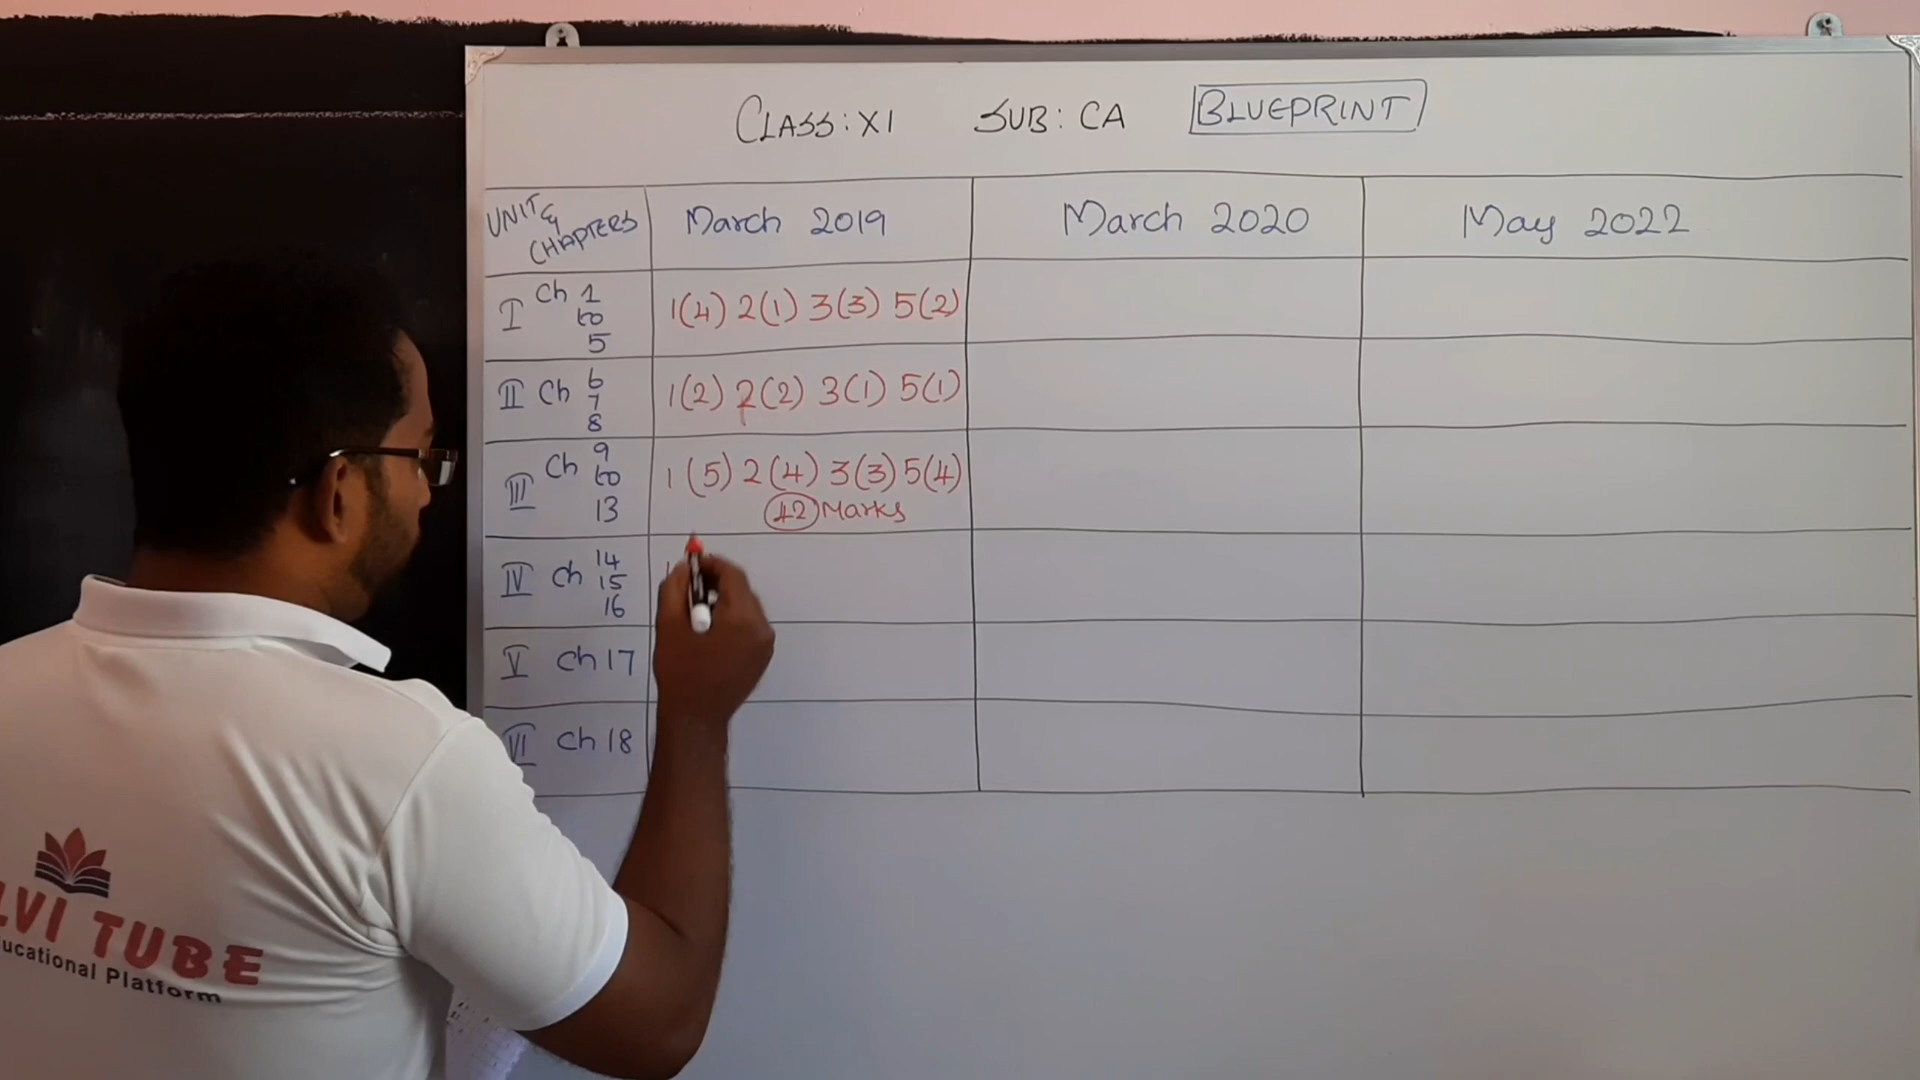 CLASS: XI SUB: CA BLUEPRINT
UNIT & CHAPTERS March 2019 March 2020 May 2022
I Ch 1 to 5 1(4) 2(1) 3(3) 5(2)
II Ch 6 7 8 1(2) 2(2) 3(1) 5(1)
III Ch 9 to 13 1(5) 2(4) 3(3) 5(4)
42 Marks
IV Ch 14 15 16 1
V Ch 17
VI Ch 18
LVI TUBE
ucational Platform